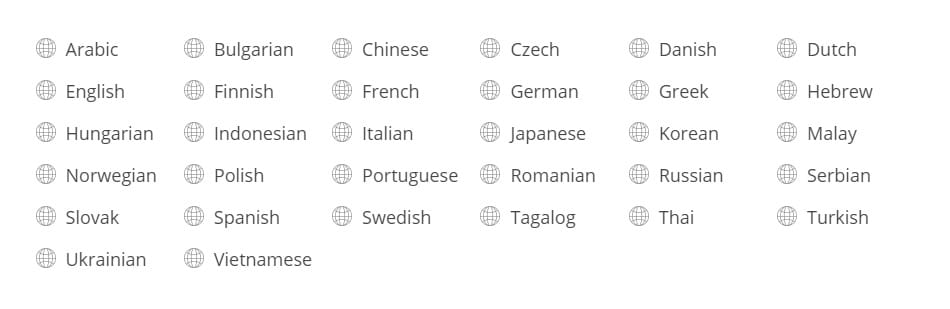 Arabic Bulgarian Chinese Czech Danish Dutch
English Finnish French German Greek Hebrew
Hungarian Indonesian Italian Japanese Korean Malay
Norwegian Polish Portuguese Romanian Russian Serbian
Slovak Spanish Swedish Tagalog Thai Turkish
Ukrainian Vietnamese